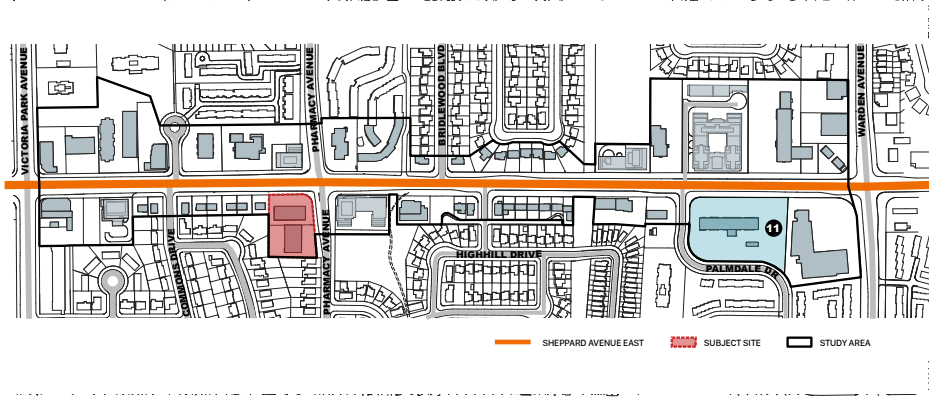 VICTORIA PARK AVENUE
PHARMACY AVENUE
BRIDLEWOOD BLVD
WARDEN AVENUE
COMMONS DRIVE
PHARMACY AVENUE
HIGHHILL DRIVE
PALMDALE DR.
11
SHEPPARD AVENUE EAST
SUBJECT SITE
STUDY AREA